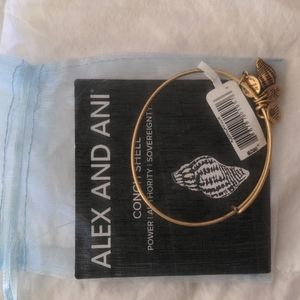 ALEX AND ANI
CONCH SHELL
POWER | AUTHORITY | SOVEREIGNTY